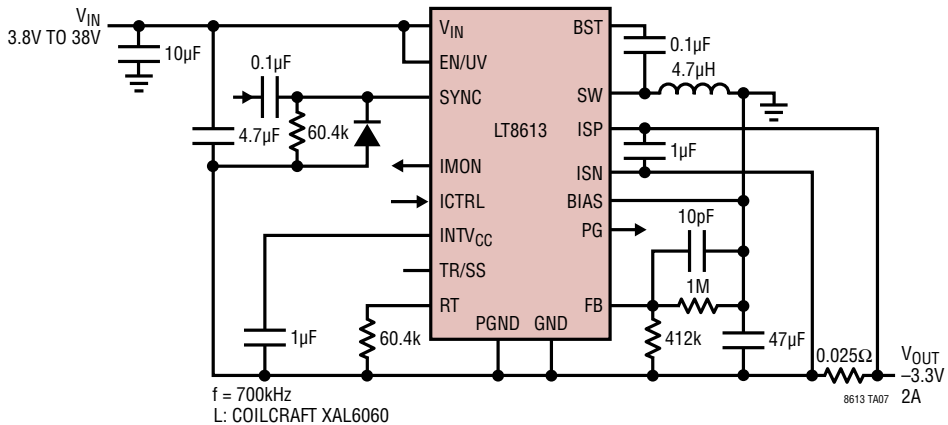 VIN
3.8V TO 38V
10µF
0.1µF
4.7µF
60.4k
1µF
60.4k
VIN
EN/UV
SYNC
IMON
ICTRL
INTVCC
TR/SS
RT
LT8613
PGND GND
BST
SW
ISP
ISN
BIAS
PG
FB
0.1µF
4.7µH
1µF
10pF
1M
412k
47µF
0.025Ω
VOUT
–3.3V
2A
8613 TA07
f = 700kHz
L: COILCRAFT XAL6060